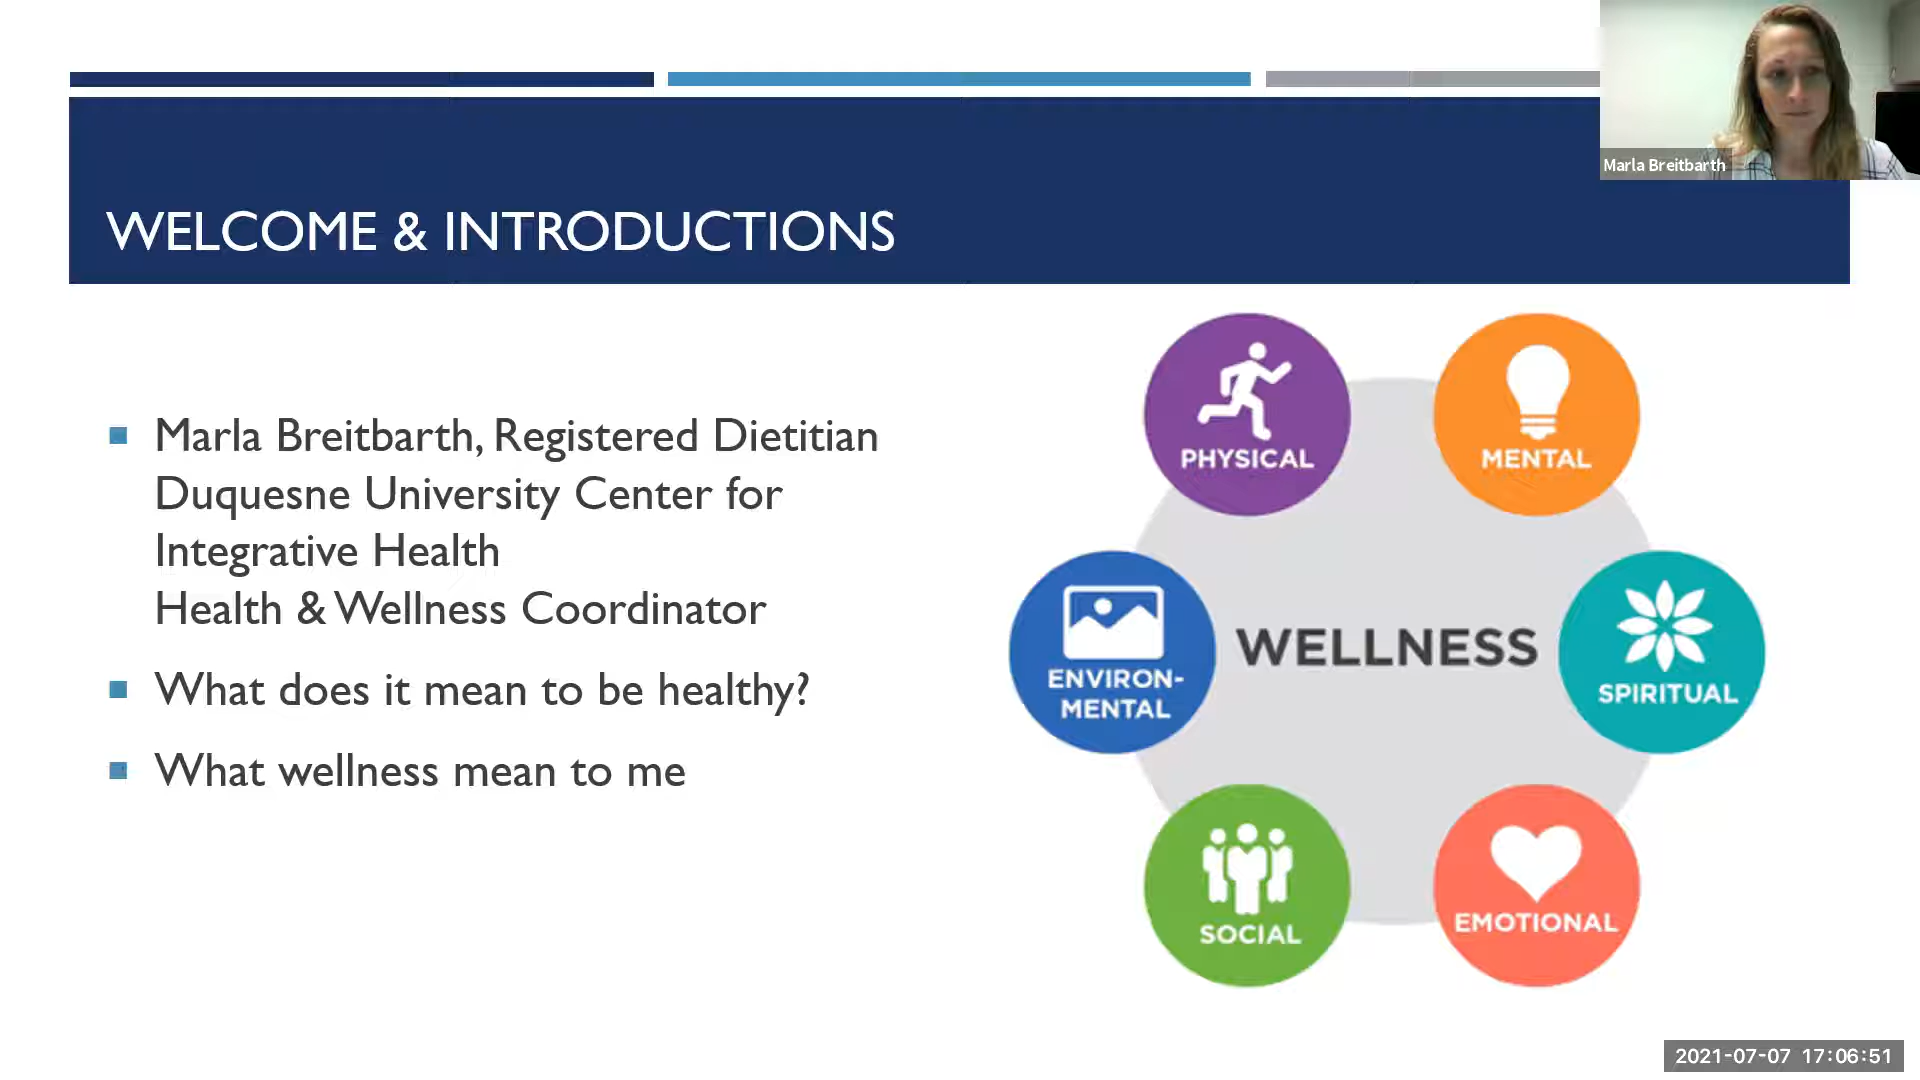 Marla Breitbarth
WELCOME & INTRODUCTIONS
Marla Breitbarth, Registered Dietitian
Duquesne University Center for
Integrative Health
Health & Wellness Coordinator
What does it mean to be healthy?
What wellness mean to me
PHYSICAL
MENTAL
ENVIRON-
MENTAL
WELLNESS
SPIRITUAL
SOCIAL
EMOTIONAL
2021-07-07 17:06:51